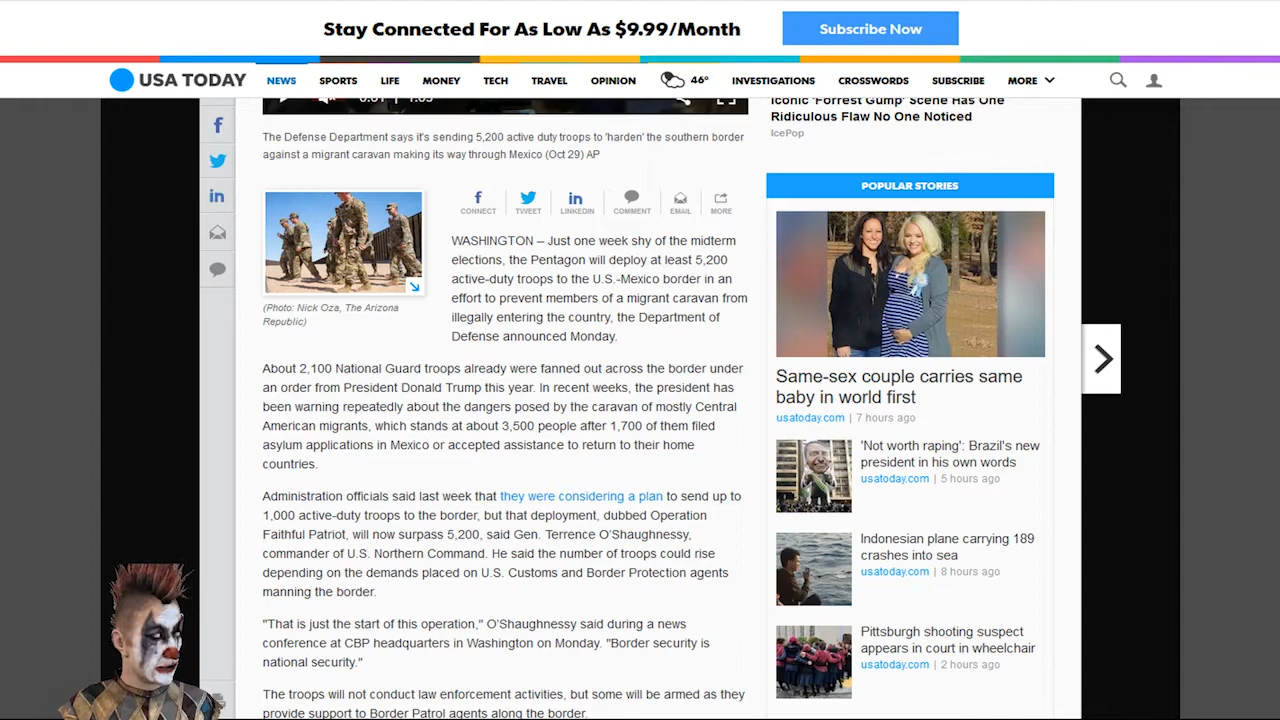 Stay Connected For As Low As $9.99/Month
Subscribe Now
USA TODAY
NEWS
SPORTS
LIFE
MONEY
TECH
TRAVEL
OPINION
46°
INVESTIGATIONS
CROSSWORDS
SUBSCRIBE
MORE
The Defense Department says it's sending 5,200 active duty troops to 'harden' the southern border
against a migrant caravan making its way through Mexico (Oct 29) AP
(Photo: Nick Oza, The Arizona
Republic)
CONNECT
TWEET
LINKEDIN
COMMENT
EMAIL
MORE
WASHINGTON – Just one week shy of the midterm
elections, the Pentagon will deploy at least 5,200
active-duty troops to the U.S.-Mexico border in an
effort to prevent members of a migrant caravan from
illegally entering the country, the Department of
Defense announced Monday.
About 2,100 National Guard troops already were fanned out across the border under
an order from President Donald Trump this year. In recent weeks, the president has
been warning repeatedly about the dangers posed by the caravan of mostly Central
American migrants, which stands at about 3,500 people after 1,700 of them filed
asylum applications in Mexico or accepted assistance to return to their home
countries.
Administration officials said last week that they were considering a plan to send up to
1,000 active-duty troops to the border, but that deployment, dubbed Operation
Faithful Patriot, will now surpass 5,200, said Gen. Terrence O'Shaughnessy,
commander of U.S. Northern Command. He said the number of troops could rise
depending on the demands placed on U.S. Customs and Border Protection agents
manning the border.
"That is just the start of this operation," O'Shaughnessy said during a news
conference at CBP headquarters in Washington on Monday. "Border security is
national security."
The troops will not conduct law enforcement activities, but some will be armed as they
provide support to Border Patrol agents along the border.
Iconic 'Forrest Gump' Scene Has One
Ridiculous Flaw No One Noticed
IcePop
POPULAR STORIES
Same-sex couple carries same
baby in world first
usatoday.com | 7 hours ago
'Not worth raping': Brazil's new
president in his own words
usatoday.com | 5 hours ago
Indonesian plane carrying 189
crashes into sea
usatoday.com | 8 hours ago
Pittsburgh shooting suspect
appears in court in wheelchair
usatoday.com | 2 hours ago